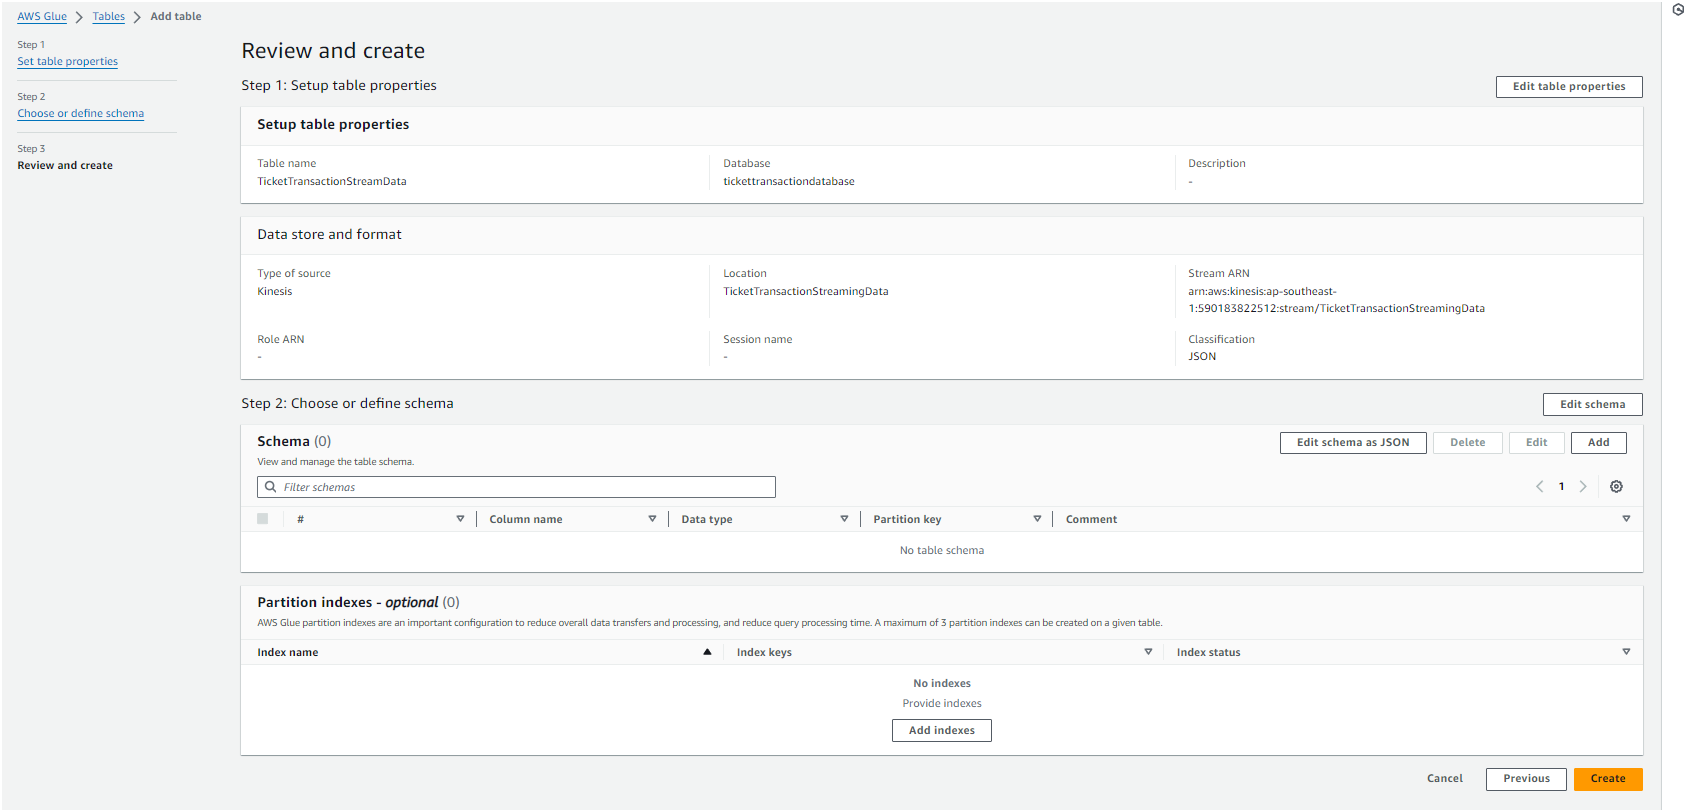 AWS Glue > Tables > Add table
Step 1
Set table properties
Step 2
Choose or define schema
Step 3
Review and create
Review and create
Step 1: Setup table properties
Edit table properties
Setup table properties
Table name
TicketTransactionStreamData
Database
tickettransactiondatabase
Description
-
Data store and format
Type of source
Kinesis
Location
TicketTransactionStreamingData
Stream ARN
arn:aws:kinesis:ap-southeast-
1:590183822512:stream/TicketTransactionStreamingData
Role ARN
-
Session name
-
Classification
JSON
Step 2: Choose or define schema
Edit schema
Schema (0)
View and manage the table schema.
Edit schema as JSON
Delete
Edit
Add
Filter schemas
1
# Column name Data type Partition key Comment
No table schema
Partition indexes - optional (0)
AWS Glue partition indexes are an important configuration to reduce overall data transfers and processing, and reduce query processing time. A maximum of 3 partition indexes can be created on a given table.
Index name Index keys Index status
No indexes
Provide indexes
Add indexes
Cancel
Previous
Create